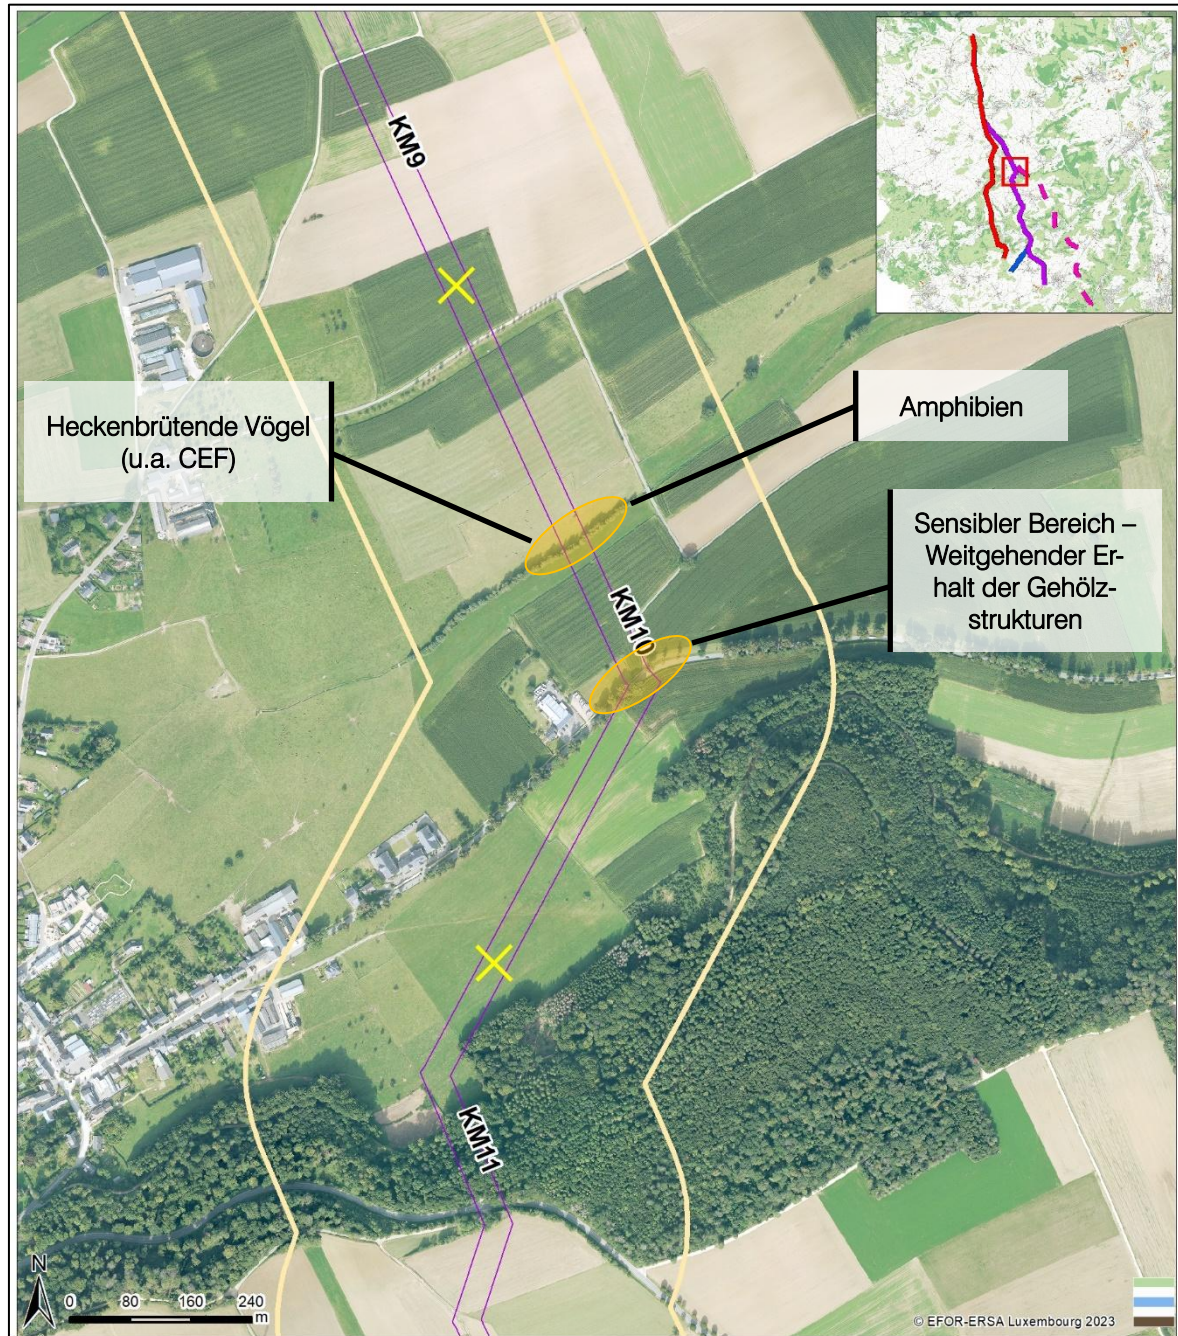 KM9
Heckenbrütende Vögel
(u.a. CEF)
Amphibien
Sensibler Bereich –
Weitgehender Er-
halt der Gehölz-
strukturen
KM10
KM11
N
0 80 160 240
m
© EFOR-ERSA Luxembourg 2023